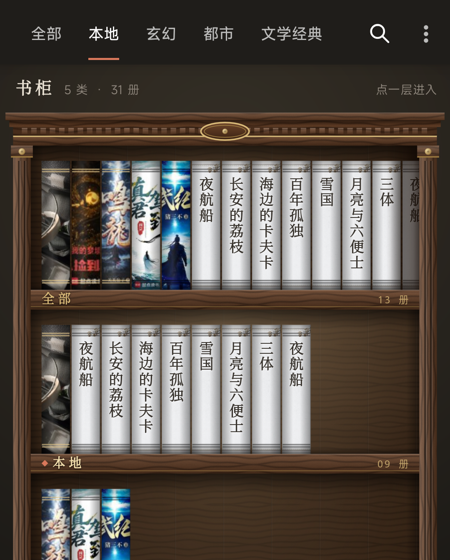 全部 本地 玄幻 都市 文学经典
书柜 5 类 · 31 册 点一层进入
夜航船
长安的荔枝
海边的卡夫卡
百年孤独
雪国
月亮与六便士
三体
夜航船
全部 13 册
夜航船
长安的荔枝
海边的卡夫卡
百年孤独
雪国
月亮与六便士
三体
夜航船
本地 09 册